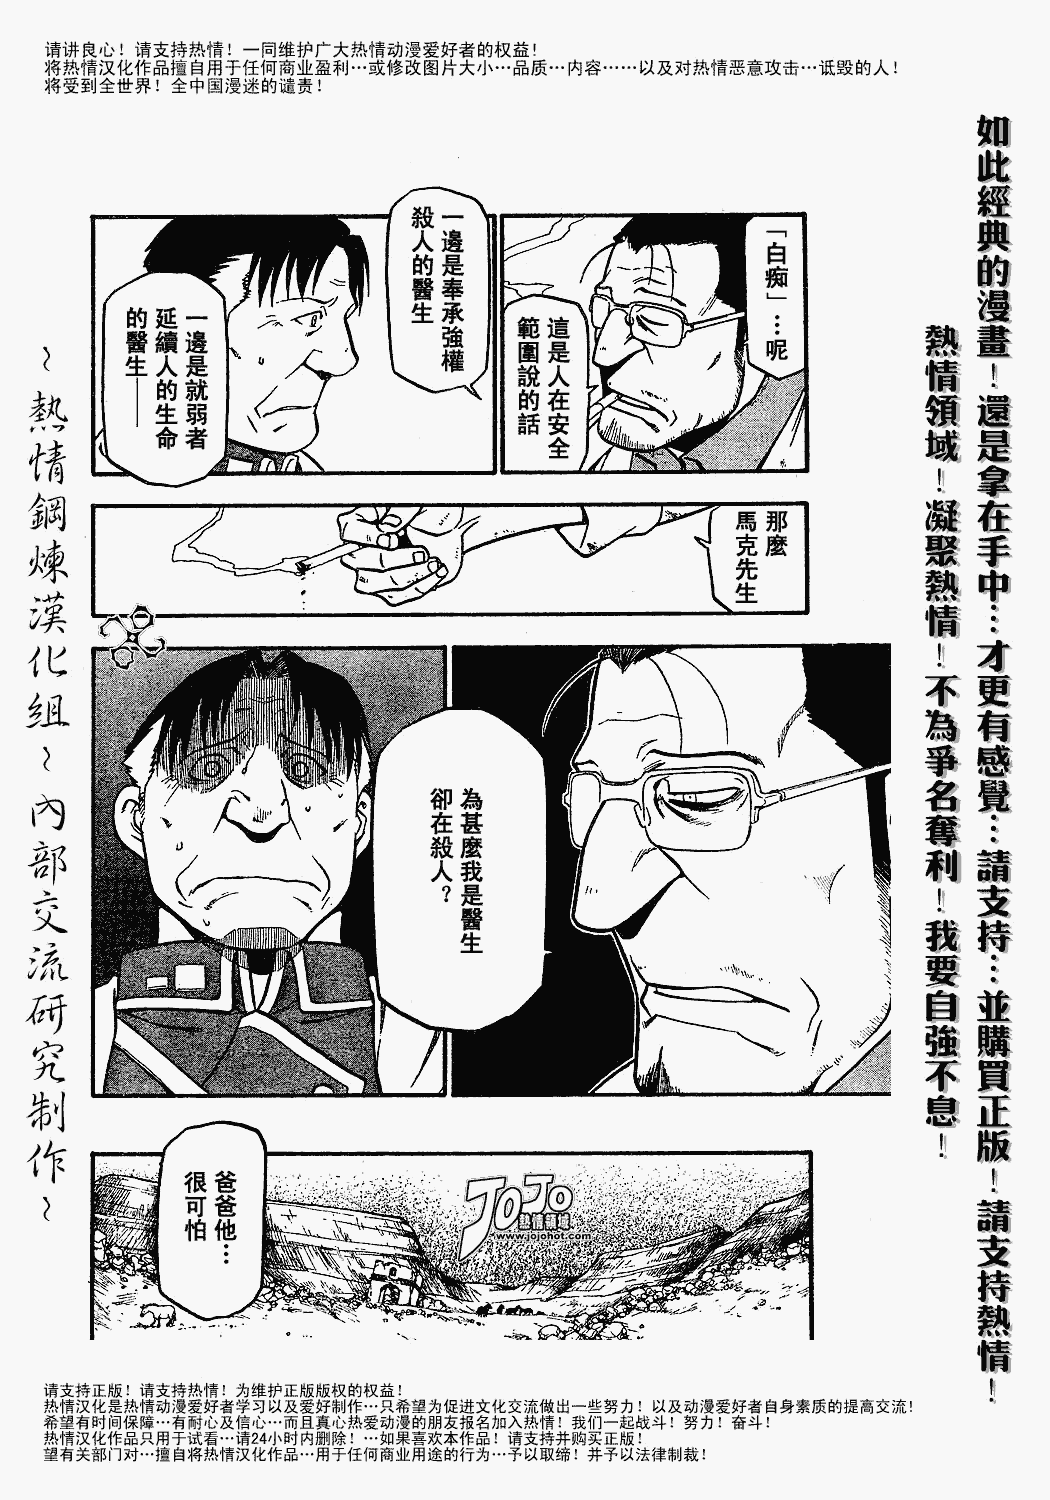 请讲良心！请支持热情！一同维护广大热情动漫爱好者的权益！
将热情汉化作品擅自用于任何商业盈利…或修改图片大小…品质…内容……以及对热情恶意攻击…诋毁的人！
将受到全世界！全中国漫迷的谴责！
如此經典的漫畫！還是拿在手中…才更有感覺…請支持…並購買正版！請支持熱情！
熱情領域！凝聚熱情！不為爭名奪利！我要自強不息！
「白痴」…呢
這是人在安全
範圍說的話
一邊是奉承強權
殺人的醫生
一邊是就弱者
延續人的生命
的醫生——
那麼
馬克先生
為甚麼我是醫生
卻在殺人？
爸爸他…
很可怕
JOJO
熱情領域
www.jojohot.com
～熱情鋼煉漢化組～內部交流研究制作～
请支持正版！请支持热情！为维护正版版权的权益！
热情汉化是热情动漫爱好者学习以及爱好制作…只希望为促进文化交流做出一些努力！以及动漫爱好者自身素质的提高交流！
希望有时间保障…有耐心及信心…而且真心热爱动漫的朋友报名加入热情！我们一起战斗！努力！奋斗！
热情汉化作品只用于试看…请24小时内删除！…如果喜欢本作品！请支持并购买正版！
望有关部门对…擅自将热情汉化作品…用于任何商业用途的行为…予以取缔！并予以法律制裁！